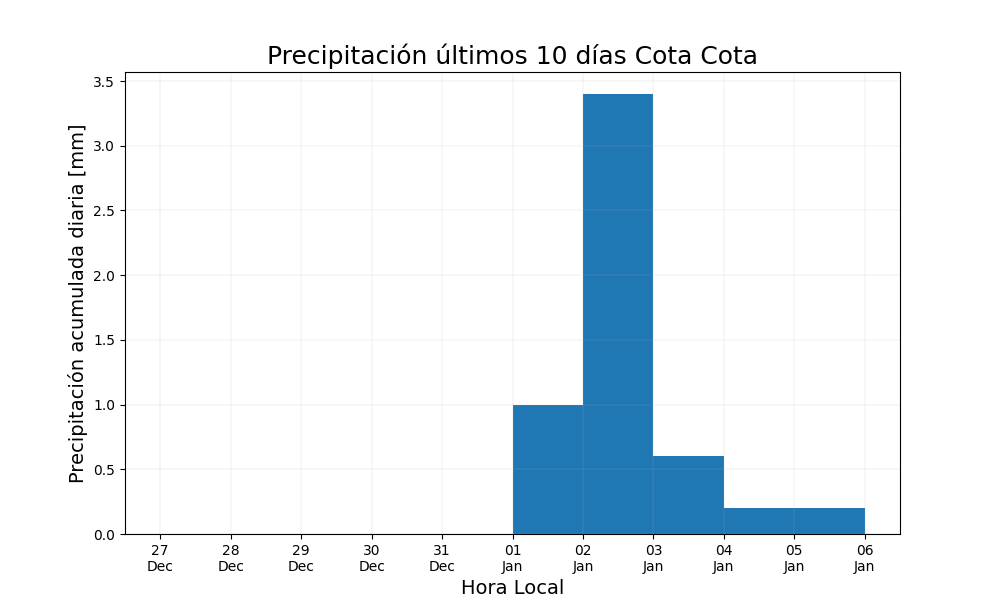 Precipitación últimos 10 días Cota Cota
Precipitación acumulada diaria [mm]
3.5
3.0
2.5
2.0
1.5
1.0
0.5
0.0
27 28 29 30 31 01 02 03 04 05 06
Dec Dec Dec Dec Dec Jan Jan Jan Jan Jan Jan
Hora Local